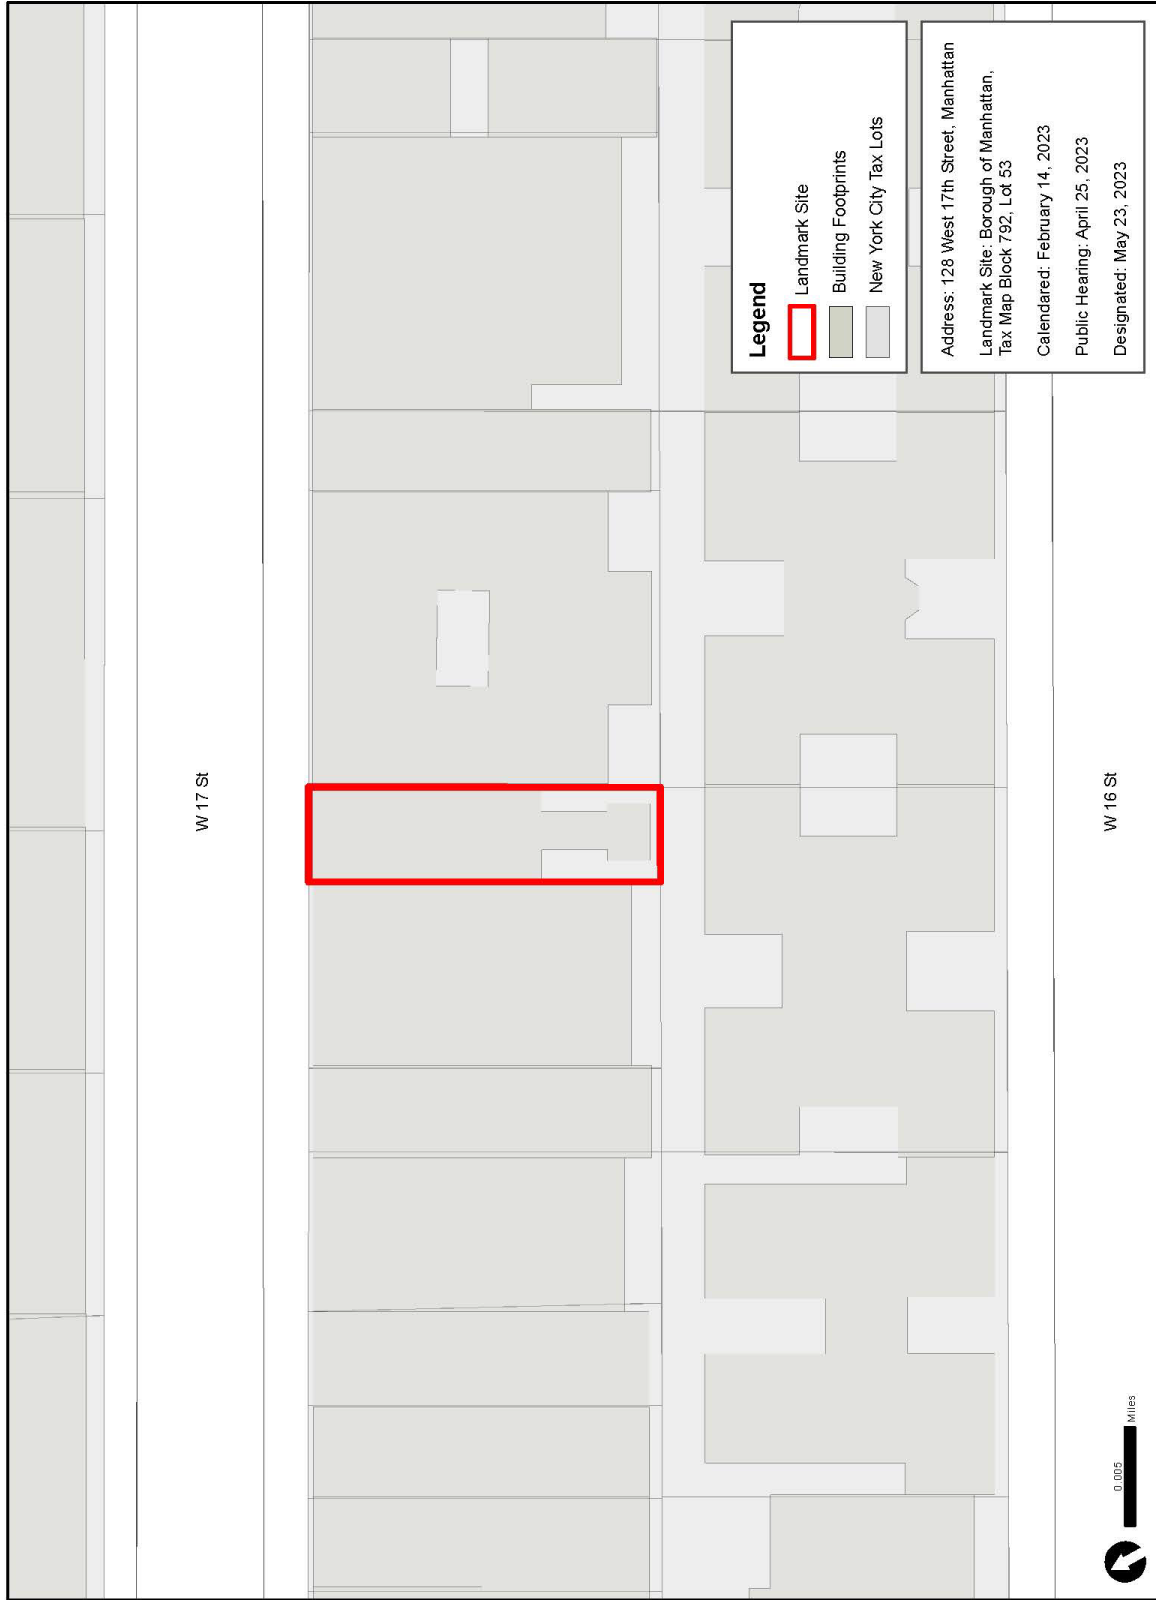 W 17 St
Legend
Landmark Site
Building Footprints
New York City Tax Lots
Address: 128 West 17th Street, Manhattan
Landmark Site: Borough of Manhattan,
Tax Map Block 792, Lot 53
Calendared: February 14, 2023
Public Hearing: April 25, 2023
Designated: May 23, 2023
W 16 St
0.005
Miles